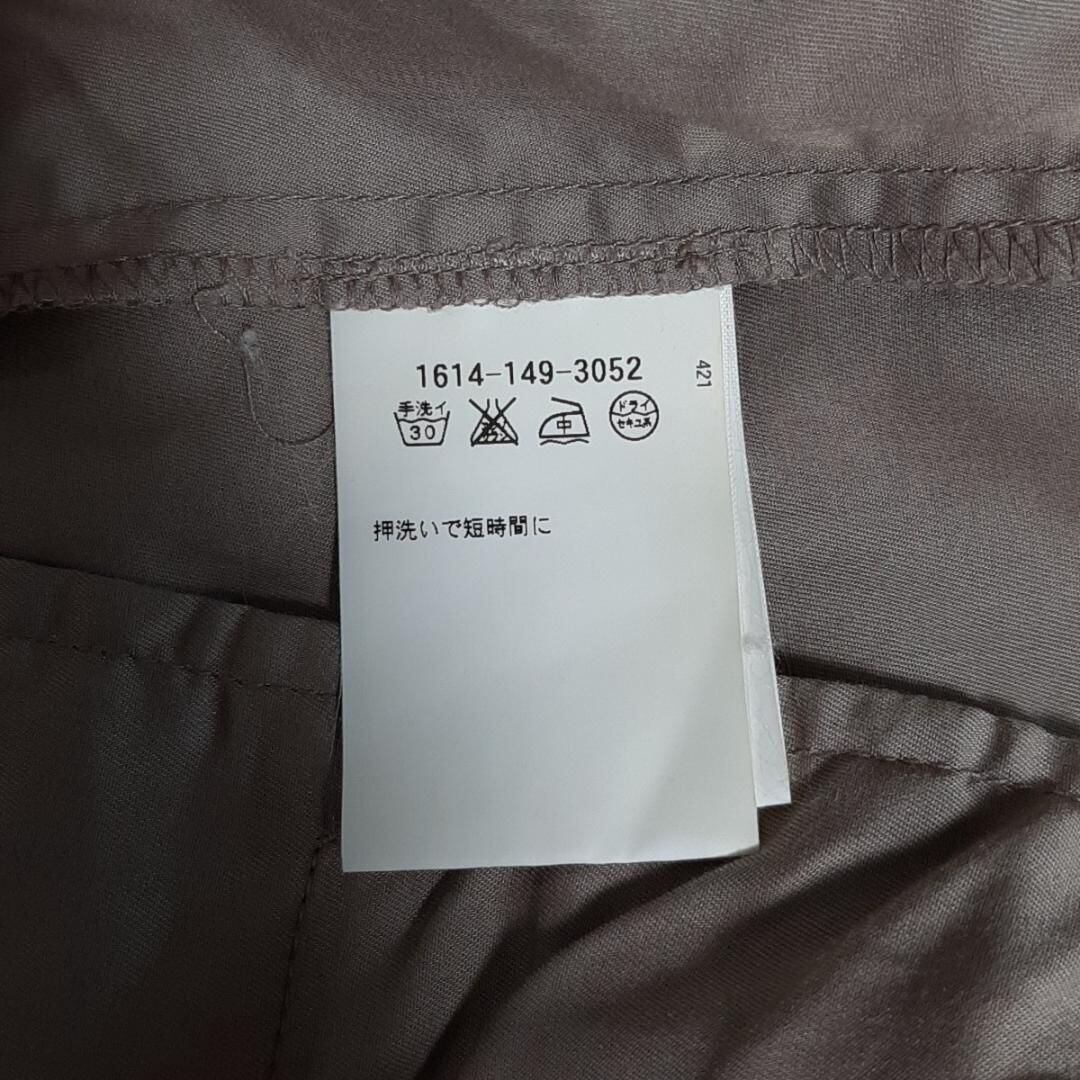 1614-149-3052
421
手洗イ
30
中
ドライ
セキユ系
押洗いで短時間に